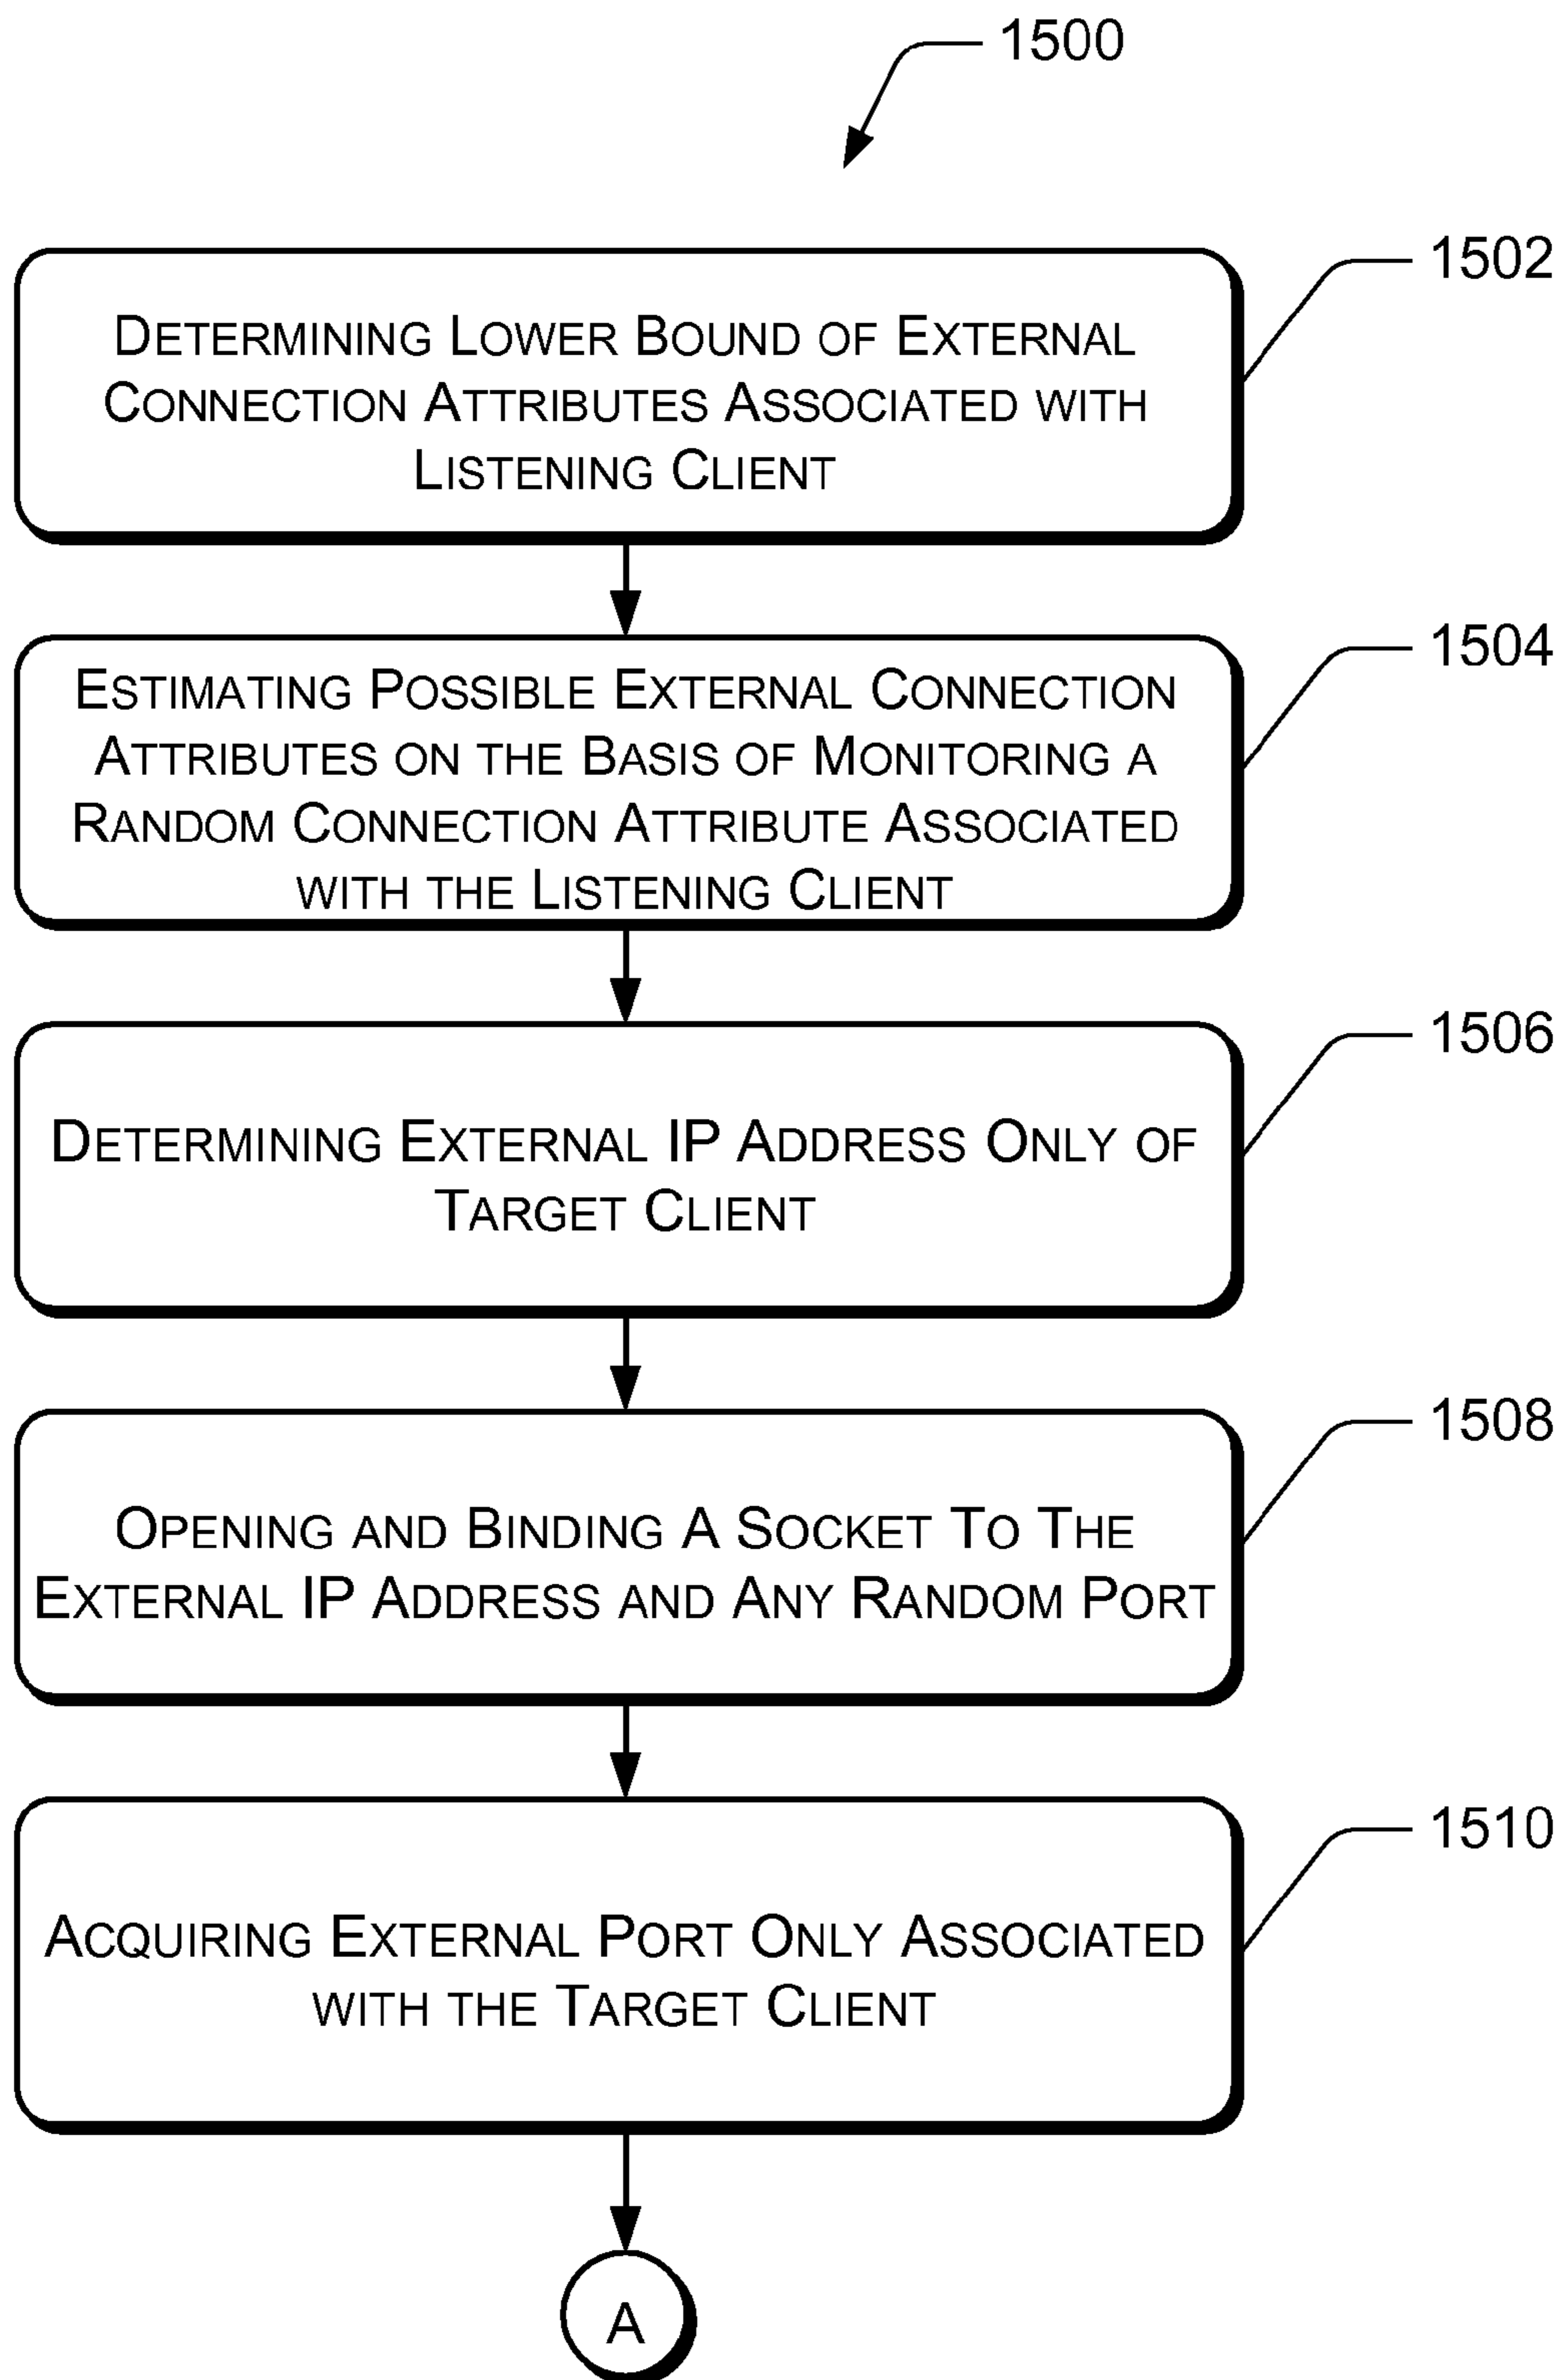 1500
1502
DETERMINING LOWER BOUND OF EXTERNAL
CONNECTION ATTRIBUTES ASSOCIATED WITH
LISTENING CLIENT
1504
ESTIMATING POSSIBLE EXTERNAL CONNECTION
ATTRIBUTES ON THE BASIS OF MONITORING A
RANDOM CONNECTION ATTRIBUTE ASSOCIATED
WITH THE LISTENING CLIENT
1506
DETERMINING EXTERNAL IP ADDRESS ONLY OF
TARGET CLIENT
1508
OPENING AND BINDING A SOCKET TO THE
EXTERNAL IP ADDRESS AND ANY RANDOM PORT
1510
ACQUIRING EXTERNAL PORT ONLY ASSOCIATED
WITH THE TARGET CLIENT
A